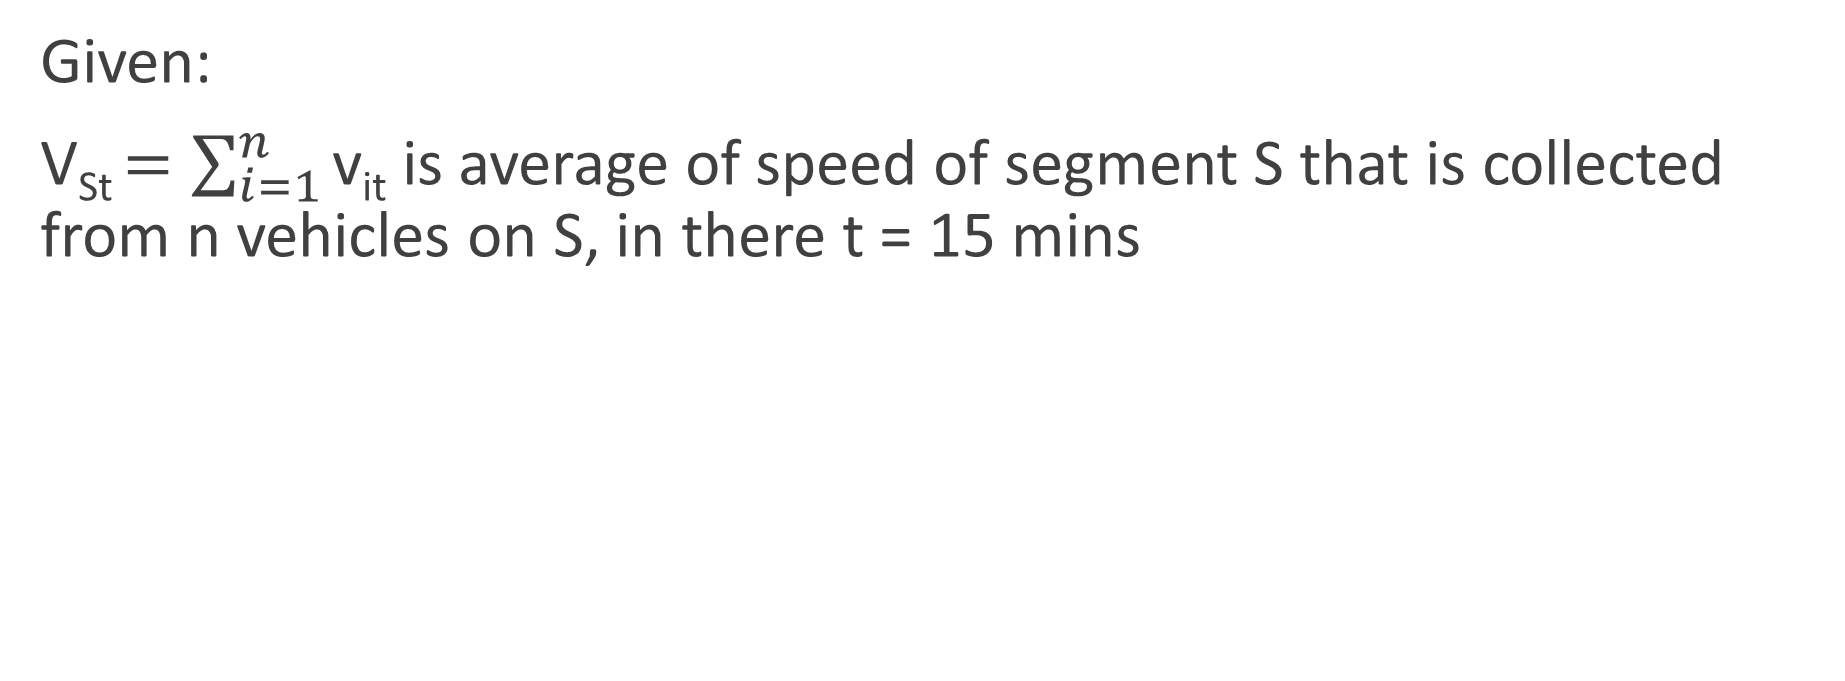 Given:
V_St = ∑_{i=1}^{n} v_it is average of speed of segment S that is collected
from n vehicles on S, in there t = 15 mins